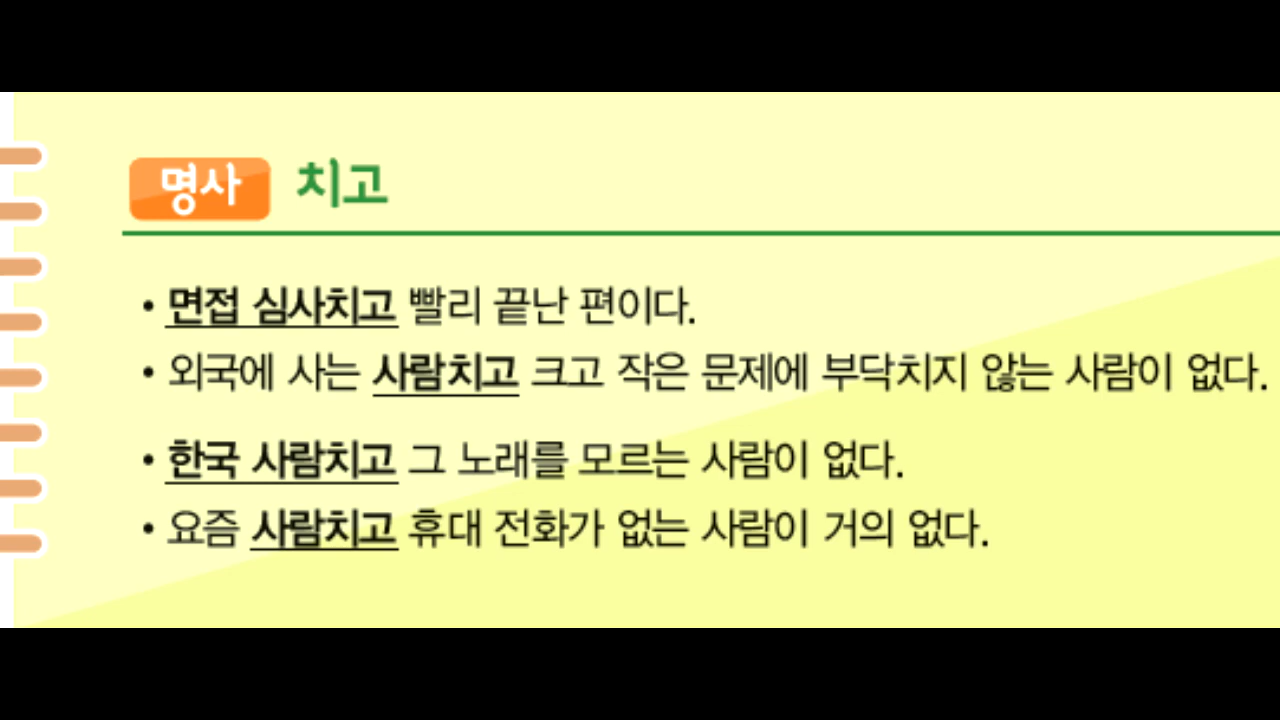 명사 치고
• 면접 심사치고 빨리 끝난 편이다.
• 외국에 사는 사람치고 크고 작은 문제에 부닥치지 않는 사람이 없다.
• 한국 사람치고 그 노래를 모르는 사람이 없다.
• 요즘 사람치고 휴대 전화가 없는 사람이 거의 없다.